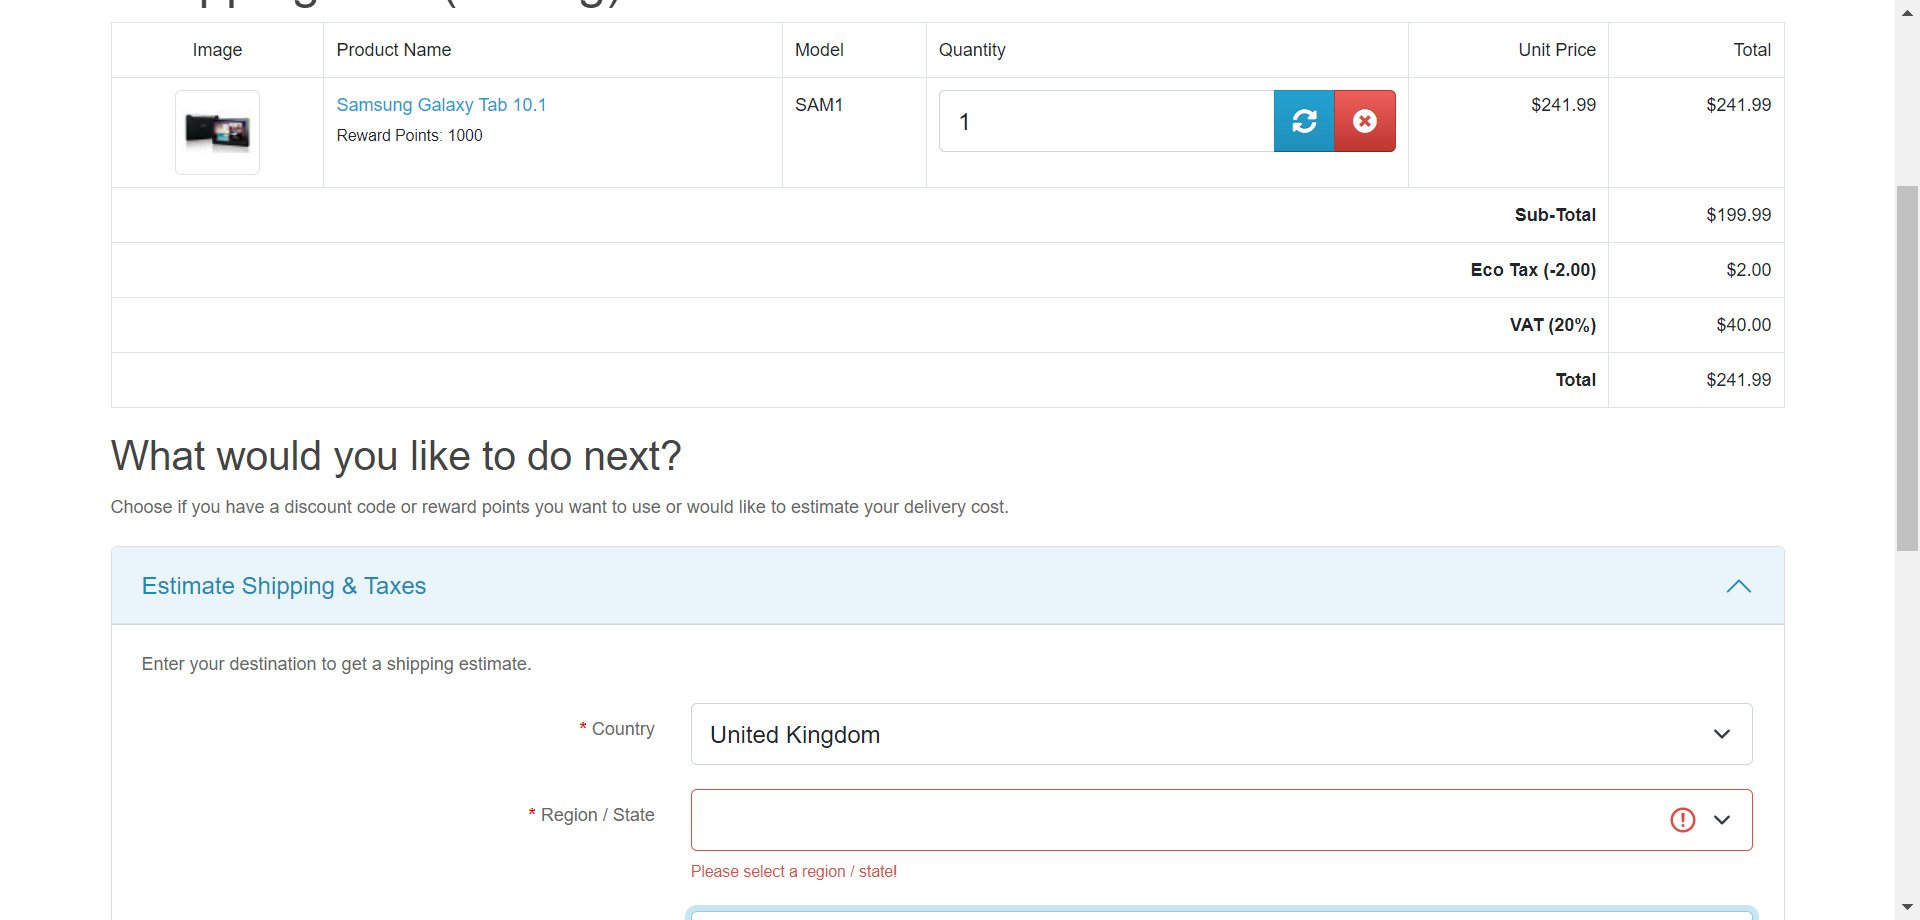 Image Product Name Model Quantity Unit Price Total
Samsung Galaxy Tab 10.1 SAM1 1 $241.99 $241.99
Reward Points: 1000
Sub-Total $199.99
Eco Tax (-2.00) $2.00
VAT (20%) $40.00
Total $241.99
What would you like to do next?
Choose if you have a discount code or reward points you want to use or would like to estimate your delivery cost.
Estimate Shipping & Taxes
Enter your destination to get a shipping estimate.
* Country United Kingdom
* Region / State
Please select a region / state!